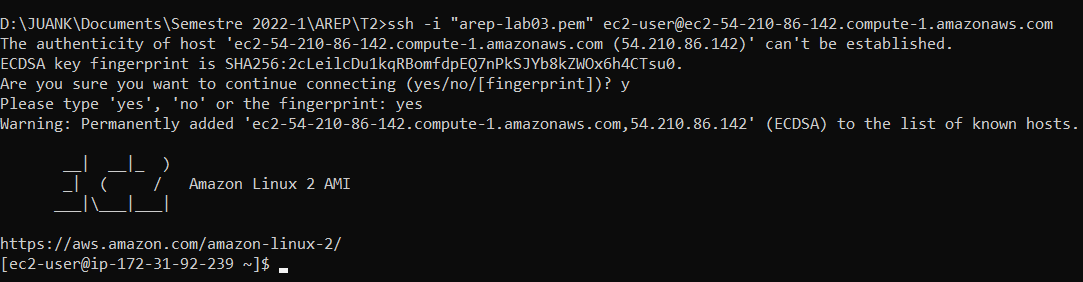 D:\JUANK\Documents\Semestre 2022-1\AREP\T2>ssh -i "arep-lab03.pem" ec2-user@ec2-54-210-86-142.compute-1.amazonaws.com
The authenticity of host 'ec2-54-210-86-142.compute-1.amazonaws.com (54.210.86.142)' can't be established.
ECDSA key fingerprint is SHA256:2cLeilcDu1kqRBomfdpEQ7nPkSJYb8kZWOx6h4CTsu0.
Are you sure you want to continue connecting (yes/no/[fingerprint])? y
Please type 'yes', 'no' or the fingerprint: yes
Warning: Permanently added 'ec2-54-210-86-142.compute-1.amazonaws.com,54.210.86.142' (ECDSA) to the list of known hosts.
       __|  __|_  )
       _|  (     /   Amazon Linux 2 AMI
      ___|\___|___|
https://aws.amazon.com/amazon-linux-2/
[ec2-user@ip-172-31-92-239 ~]$